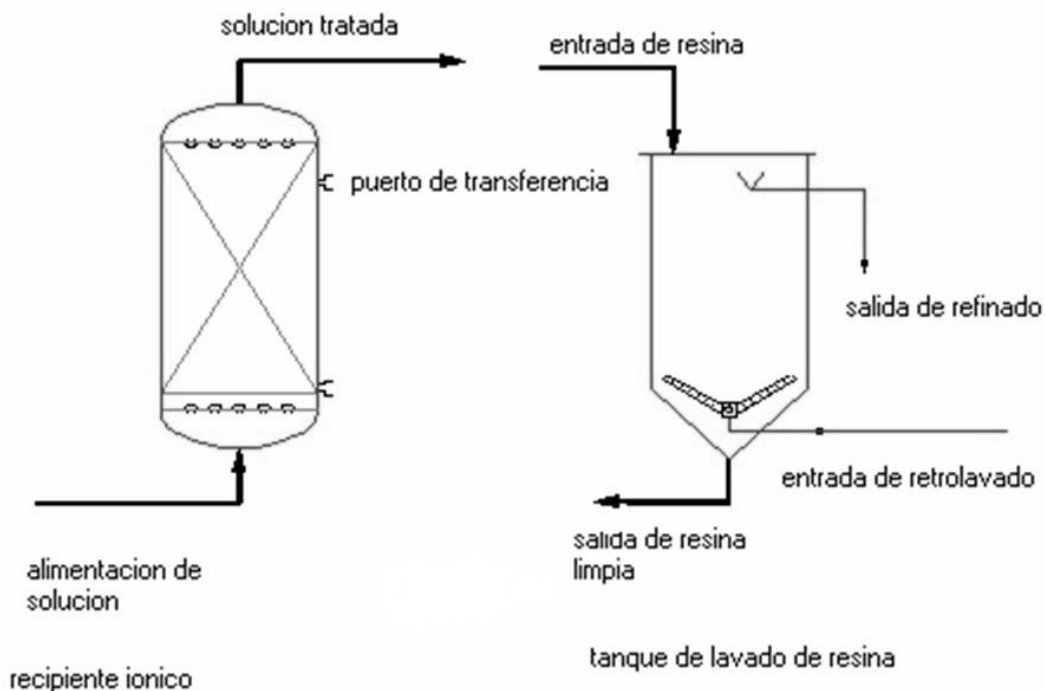 solucion tratada
entrada de resina
puerto de transferencia
salida de refinado
entrada de retrolavado
salida de resina
limpia
alimentacion de
solucion
tanque de lavado de resina
recipiente ionico